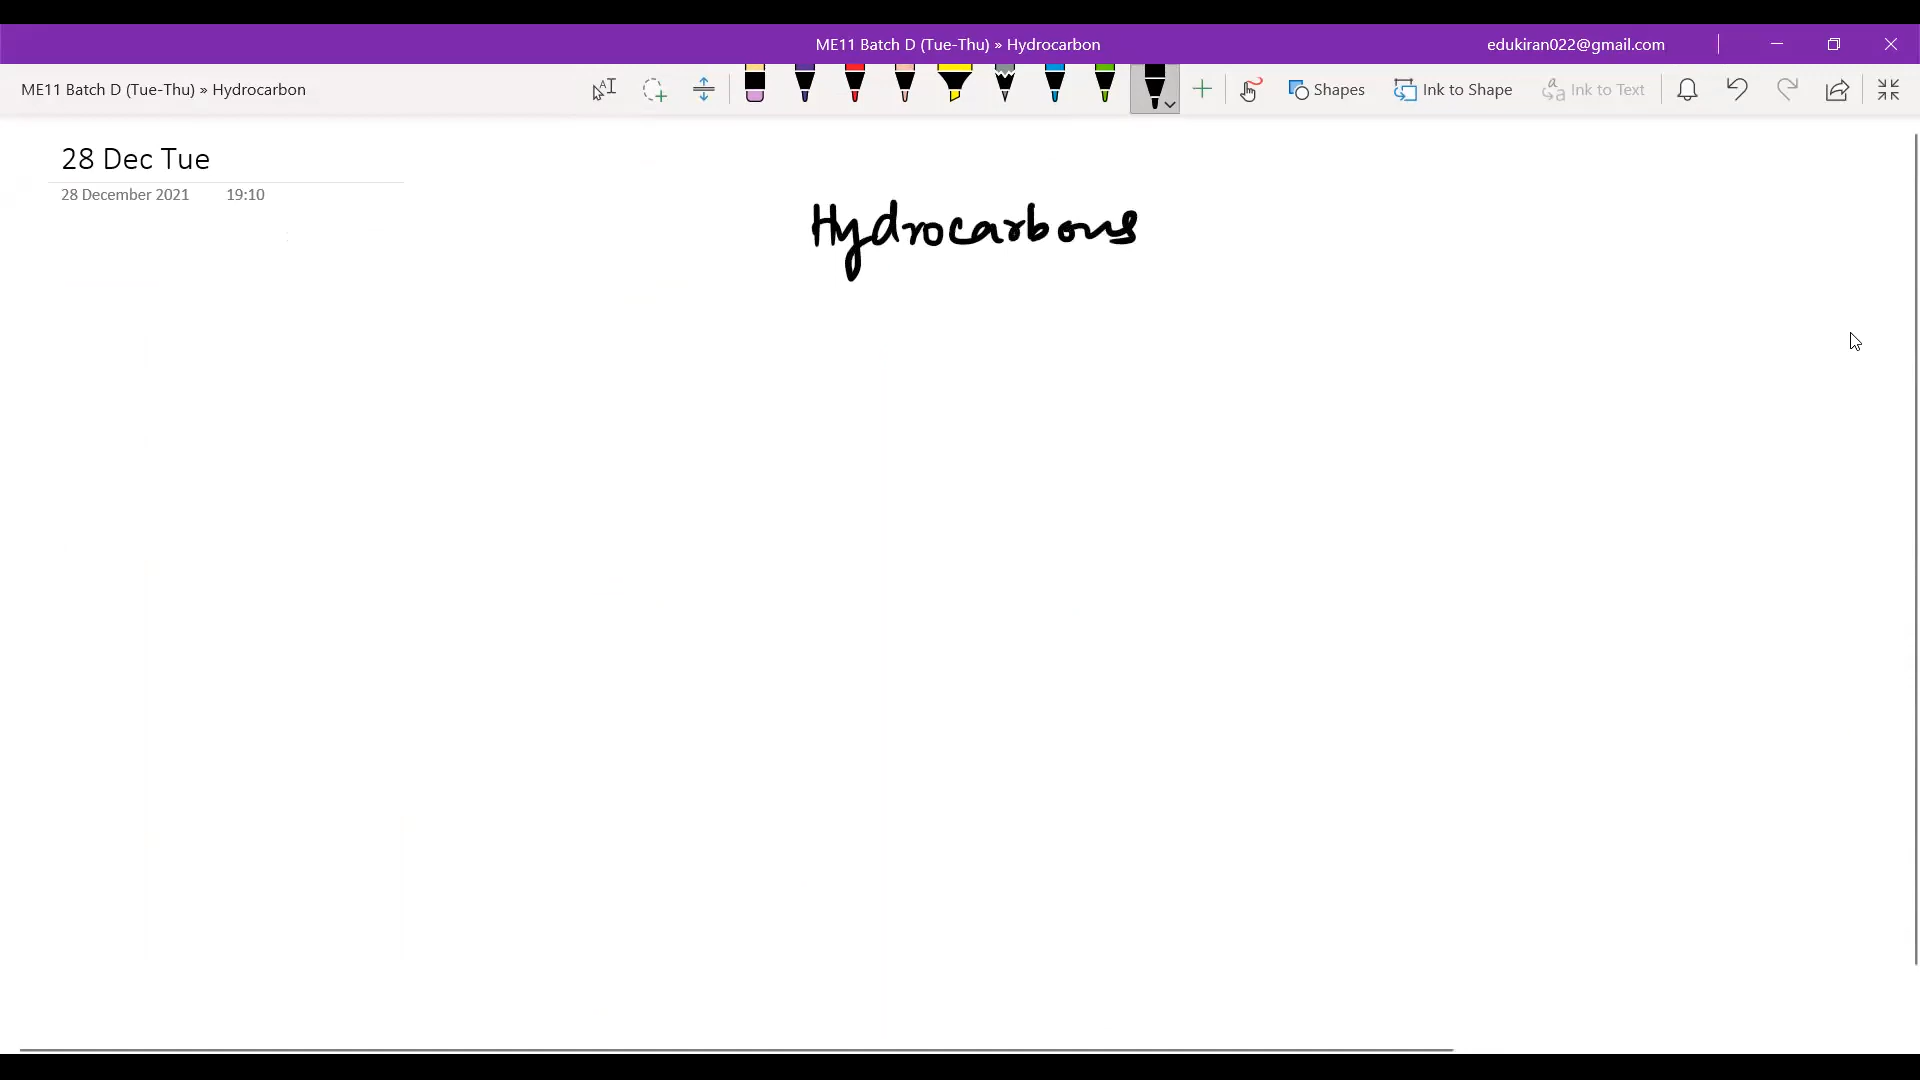 ME11 Batch D (Tue-Thu) » Hydrocarbon
edukiran022@gmail.com
ME11 Batch D (Tue-Thu) » Hydrocarbon
Shapes
Ink to Shape
Ink to Text
28 Dec Tue
28 December 2021 19:10
Hydrocarbons